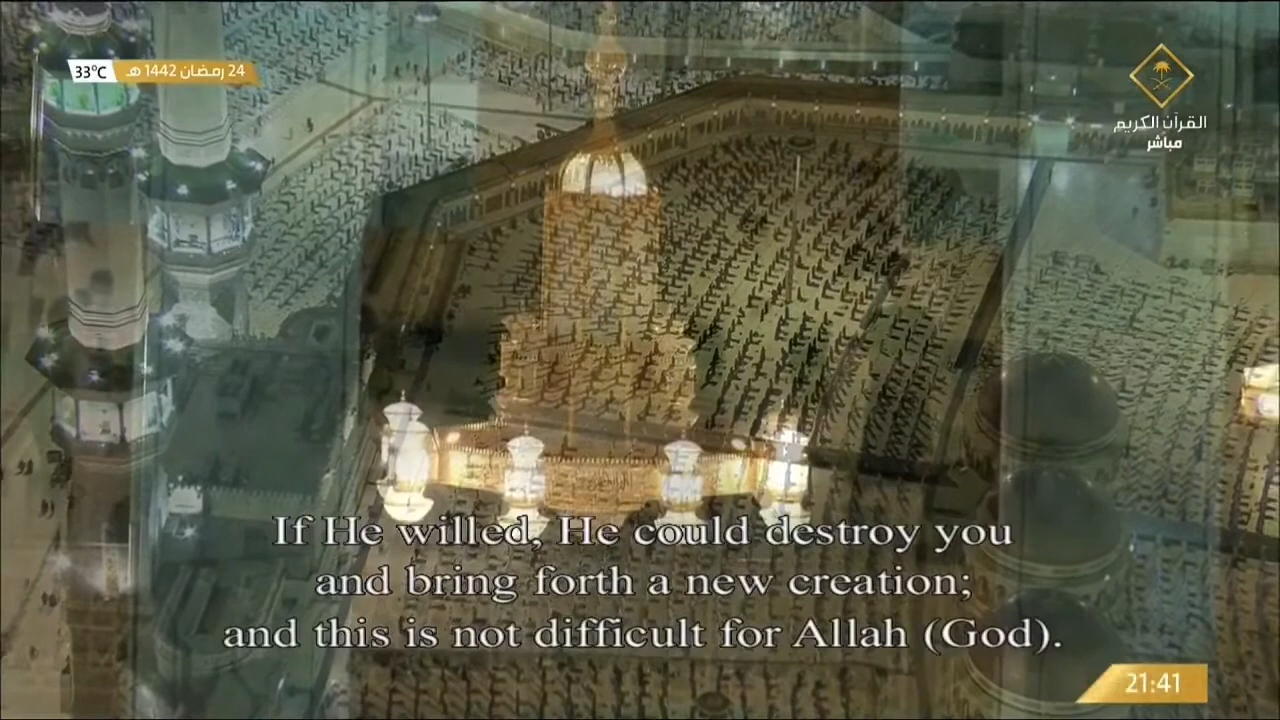 33°C
24 رمضان 1442 هـ
القرآن الكريم
مباشر
If He willed, He could destroy you
and bring forth a new creation;
and this is not difficult for Allah (God).
21:41